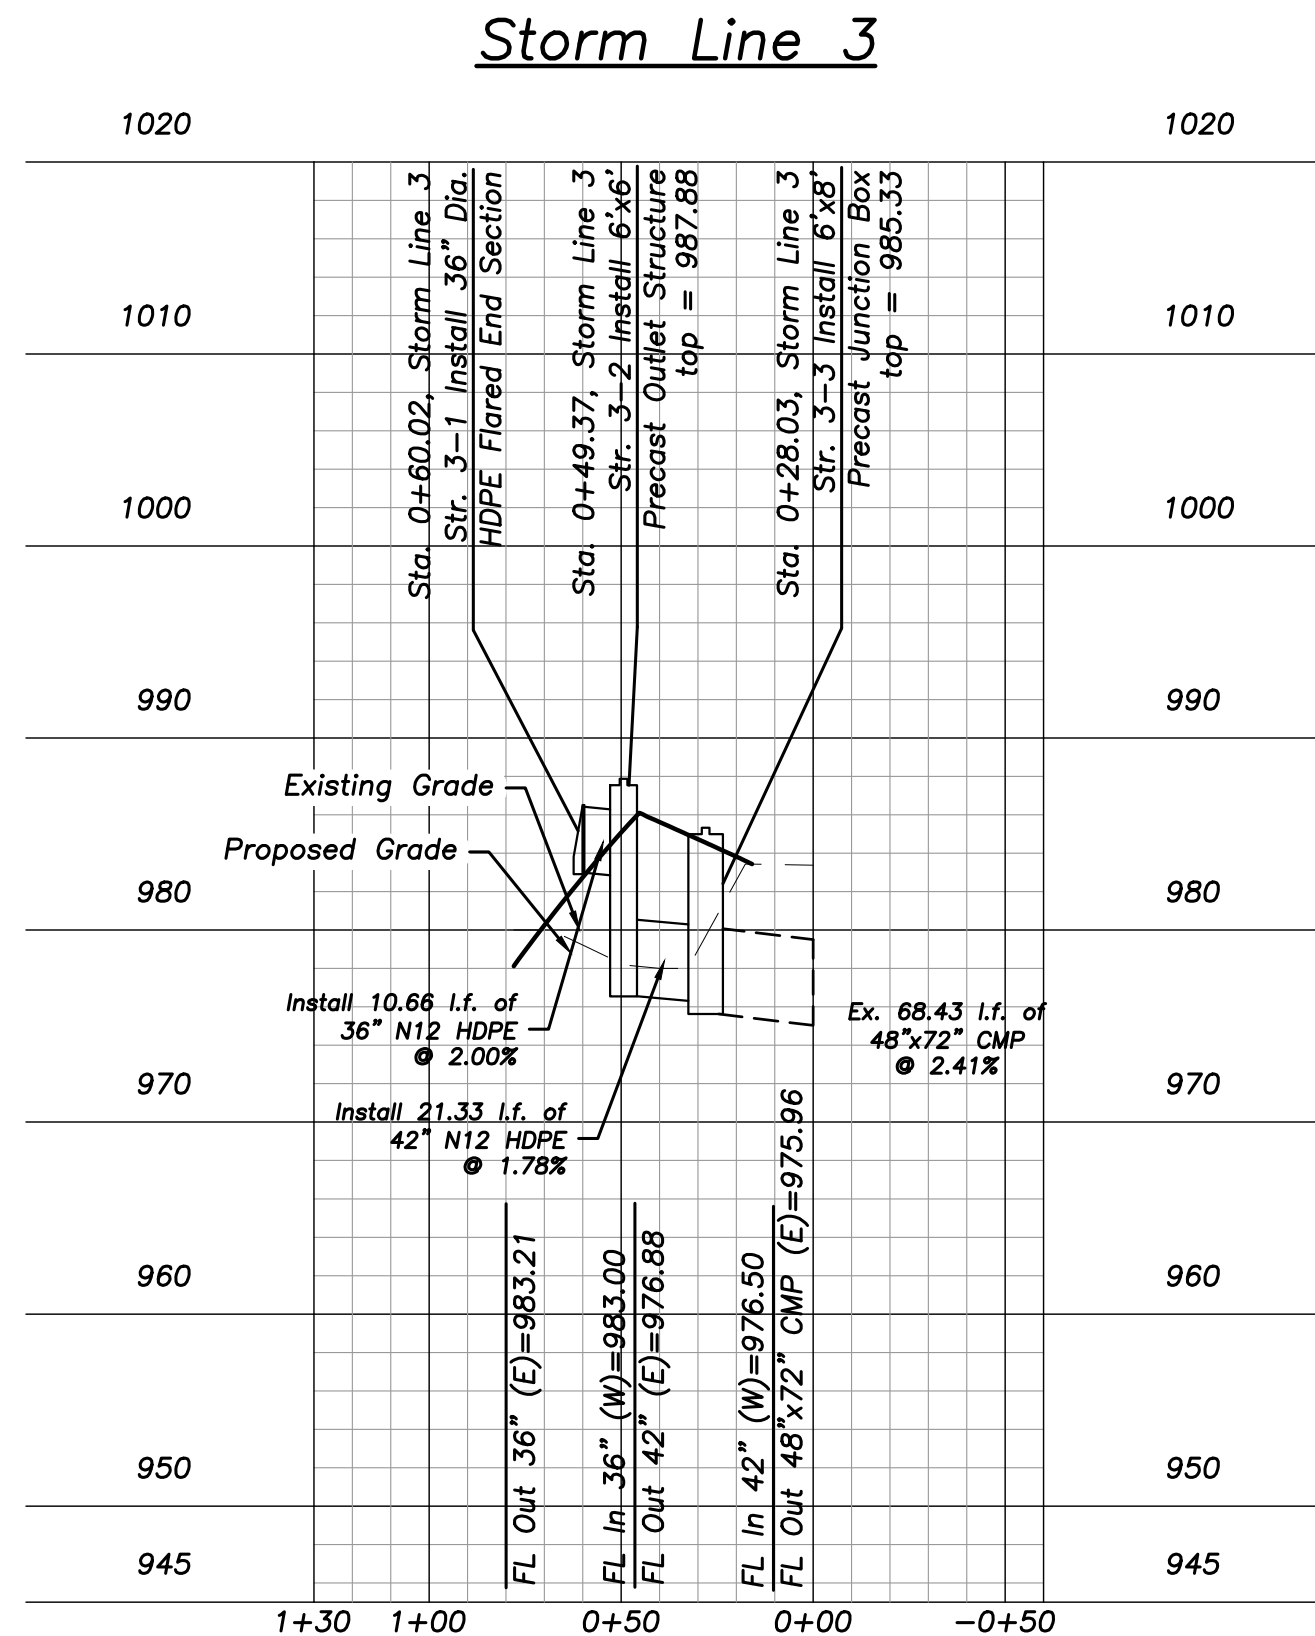 Storm Line 3
1020
1020
Sta. 0+60.02, Storm Line 3
Str. 3-1 Install 36" Dia.
HDPE Flared End Section
Sta. 0+49.37, Storm Line 3
Str. 3-2 Install 6'x6'
Precast Outlet Structure
top = 987.88
Sta. 0+28.03, Storm Line 3
Str. 3-3 Install 6'x8'
Precast Junction Box
top = 985.33
1010
1010
1000
1000
990
990
Existing Grade
Proposed Grade
980
980
Install 10.66 l.f. of
36" N12 HDPE
@ 2.00%
Ex. 68.43 l.f. of
48"x72" CMP
@ 2.41%
970
970
Install 21.33 l.f. of
42" N12 HDPE
@ 1.78%
FL Out 36" (E)=983.21
FL In 36" (W)=983.00
FL Out 42" (E)=976.88
FL In 42" (W)=976.50
FL Out 48"x72" CMP (E)=975.96
960
960
950
950
945
945
1+30
1+00
0+50
0+00
-0+50